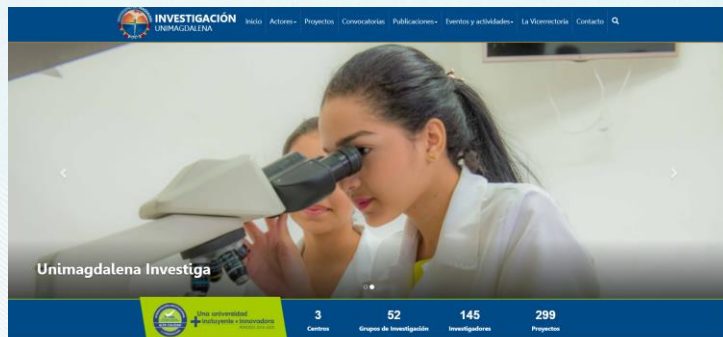 INVESTIGACIÓN
UNIMAGDALENA
Inicio Actores Proyectos Convocatorias Publicaciones Eventos y actividades La Vicerrectoría Contacto
Unimagdalena Investiga
Una universidad
+ incluyente + innovadora
3
Centros
52
Grupos de Investigación
145
Investigadores
299
Proyectos